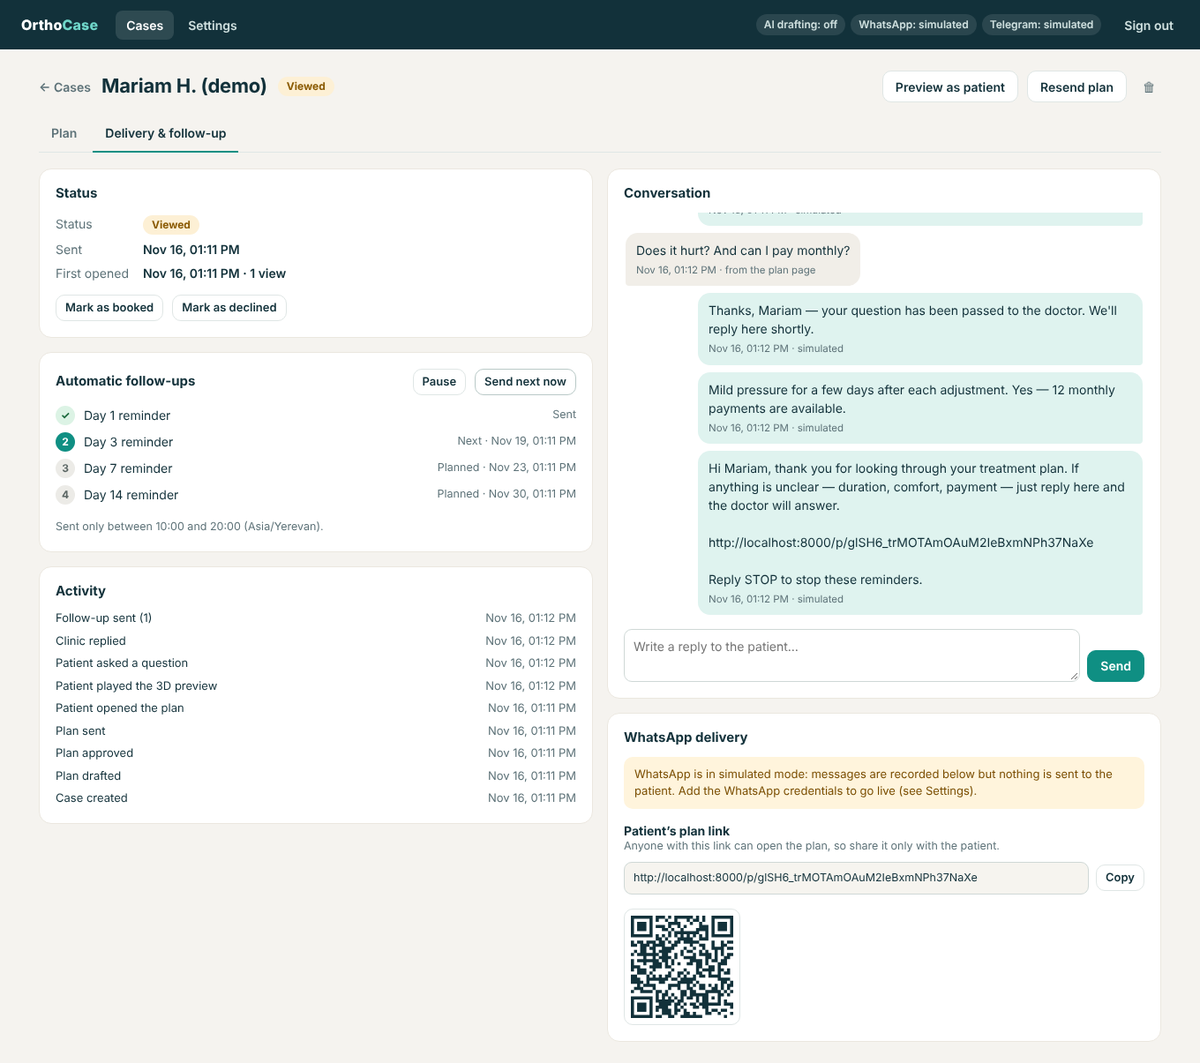 OrthoCase
Cases
Settings
AI drafting: off
WhatsApp: simulated
Telegram: simulated
Sign out
← Cases
Mariam H. (demo)
Viewed
Preview as patient
Resend plan
Plan
Delivery & follow-up
Status
Status
Viewed
Sent
Nov 16, 01:11 PM
First opened
Nov 16, 01:11 PM · 1 view
Mark as booked
Mark as declined
Automatic follow-ups
Pause
Send next now
Day 1 reminder
Sent
2
Day 3 reminder
Next · Nov 19, 01:11 PM
3
Day 7 reminder
Planned · Nov 23, 01:11 PM
4
Day 14 reminder
Planned · Nov 30, 01:11 PM
Sent only between 10:00 and 20:00 (Asia/Yerevan).
Activity
Follow-up sent (1)
Nov 16, 01:12 PM
Clinic replied
Nov 16, 01:12 PM
Patient asked a question
Nov 16, 01:12 PM
Patient played the 3D preview
Nov 16, 01:12 PM
Patient opened the plan
Nov 16, 01:11 PM
Plan sent
Nov 16, 01:11 PM
Plan approved
Nov 16, 01:11 PM
Plan drafted
Nov 16, 01:11 PM
Case created
Nov 16, 01:11 PM
Conversation
Does it hurt? And can I pay monthly?
Nov 16, 01:12 PM · from the plan page
Thanks, Mariam — your question has been passed to the doctor. We'll
reply here shortly.
Nov 16, 01:12 PM · simulated
Mild pressure for a few days after each adjustment. Yes — 12 monthly
payments are available.
Nov 16, 01:12 PM · simulated
Hi Mariam, thank you for looking through your treatment plan. If
anything is unclear — duration, comfort, payment — just reply here and
the doctor will answer.
http://localhost:8000/p/glSH6_trMOTAmOAuM2IeBxmNPh37NaXe
Reply STOP to stop these reminders.
Nov 16, 01:12 PM · simulated
Write a reply to the patient...
Send
WhatsApp delivery
WhatsApp is in simulated mode: messages are recorded below but nothing is sent to the
patient. Add the WhatsApp credentials to go live (see Settings).
Patient’s plan link
Anyone with this link can open the plan, so share it only with the patient.
http://localhost:8000/p/glSH6_trMOTAmOAuM2IeBxmNPh37NaXe
Copy